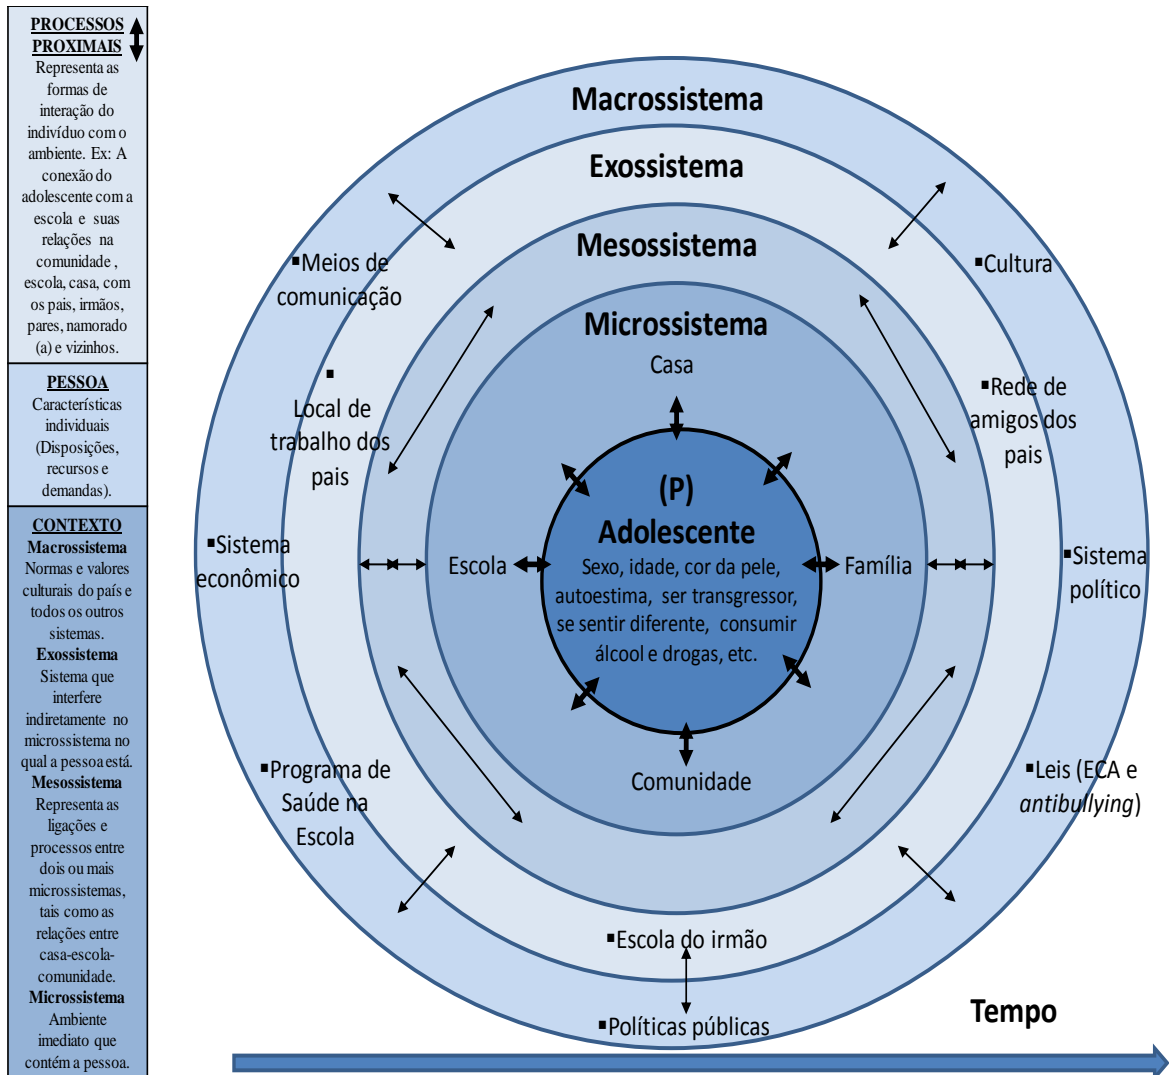 PROCESSOS
PROXIMAIS
Representa as
formas de
interação do
indivíduo com o
ambiente. Ex: A
conexão do
adolescente com a
escola e suas
relações na
comunidade ,
escola, casa, com
os pais, irmãos,
pares, namorado
(a) e vizinhos.
PESSOA
Características
individuais
(Disposições,
recursos e
demandas).
CONTEXTO
Macrossistema
Normas e valores
culturais do país e
todos os outros
sistemas.
Exossistema
Sistema que
interfere
indiretamente no
microssistema no
qual a pessoa está.
Mesossistema
Representa as
ligações e
processos entre
dois ou mais
microssistemas,
tais como as
relações entre
casa-escola-
comunidade.
Microssistema
Ambiente
imediato que
contém a pessoa.
Macrossistema
Exossistema
Mesossistema
Microssistema
Casa
▪Meios de
comunicação
▪Cultura
▪
Local de
trabalho dos
pais
▪Rede de
amigos dos
pais
▪Sistema
econômico
Escola
(P)
Adolescente
Sexo, idade, cor da pele,
autoestima, ser transgressor,
se sentir diferente, consumir
álcool e drogas, etc.
Família
▪Sistema
político
Comunidade
▪Programa de
Saúde na
Escola
▪Leis (ECA e
antibullying)
▪Escola do irmão
▪Políticas públicas
Tempo